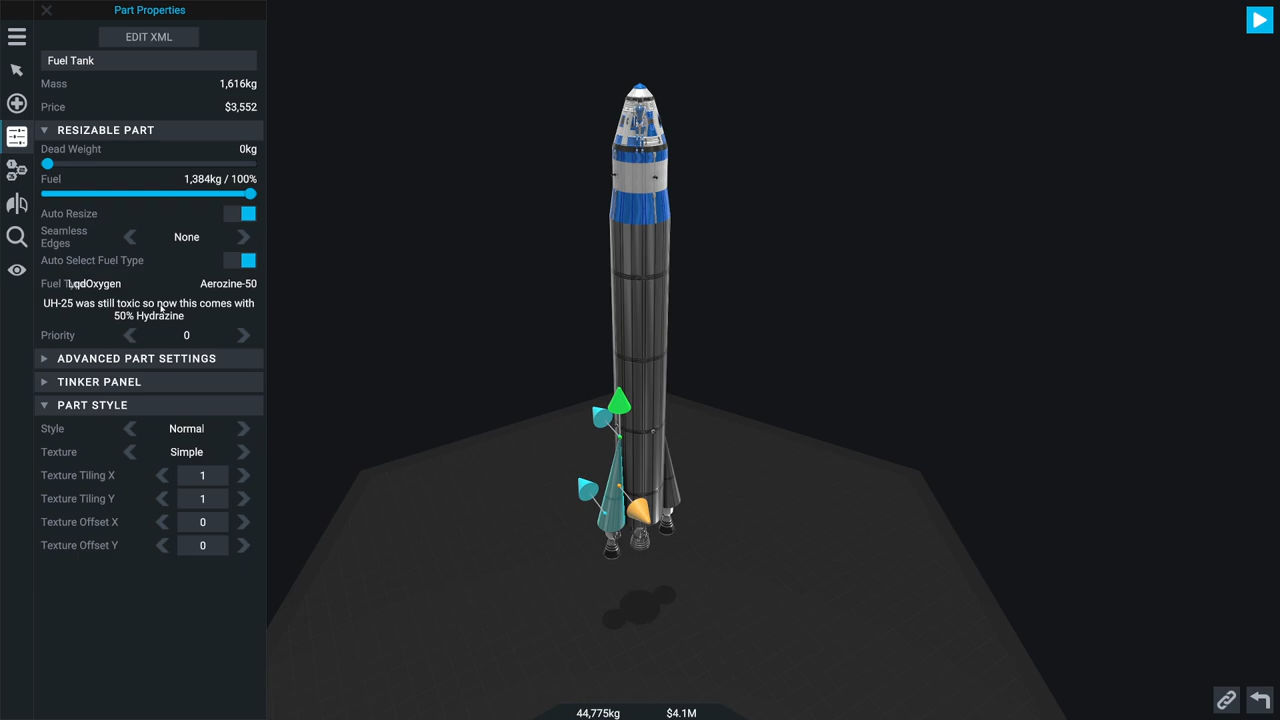 Part Properties
EDIT XML
Fuel Tank
Mass 1,616kg
Price $3,552
RESIZABLE PART
Dead Weight 0kg
Fuel 1,384kg / 100%
Auto Resize
Seamless Edges None
Auto Select Fuel Type
Fuel T LqdOxygen Aerozine-50
UH-25 was still toxic so now this comes with
50% Hydrazine
Priority 0
ADVANCED PART SETTINGS
TINKER PANEL
PART STYLE
Style Normal
Texture Simple
Texture Tiling X 1
Texture Tiling Y 1
Texture Offset X 0
Texture Offset Y 0
44,775kg $4.1M